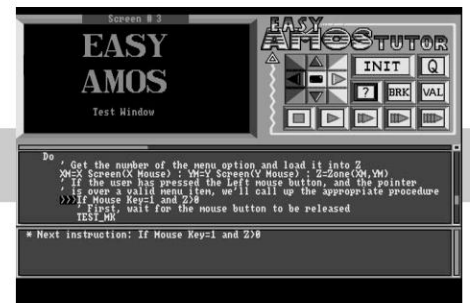 Screen # 3
EASY
AMOS
Test Window
EASY
AMOS TUTOR
INIT Q
? BRK VAL
Do
' Get the number of the menu option and load it into Z
XM=X Screen(X Mouse) : YM=Y Screen(Y Mouse) : Z=Zone(XM,YM)
' If the user has pressed the Left mouse button, and the pointer
' is over a valid menu item, we'll call up the appropriate procedure
>>>If Mouse Key=1 and Z>0
' First, wait for the mouse button to be released
TEST_MK
* Next instruction: If Mouse Key=1 and Z>0